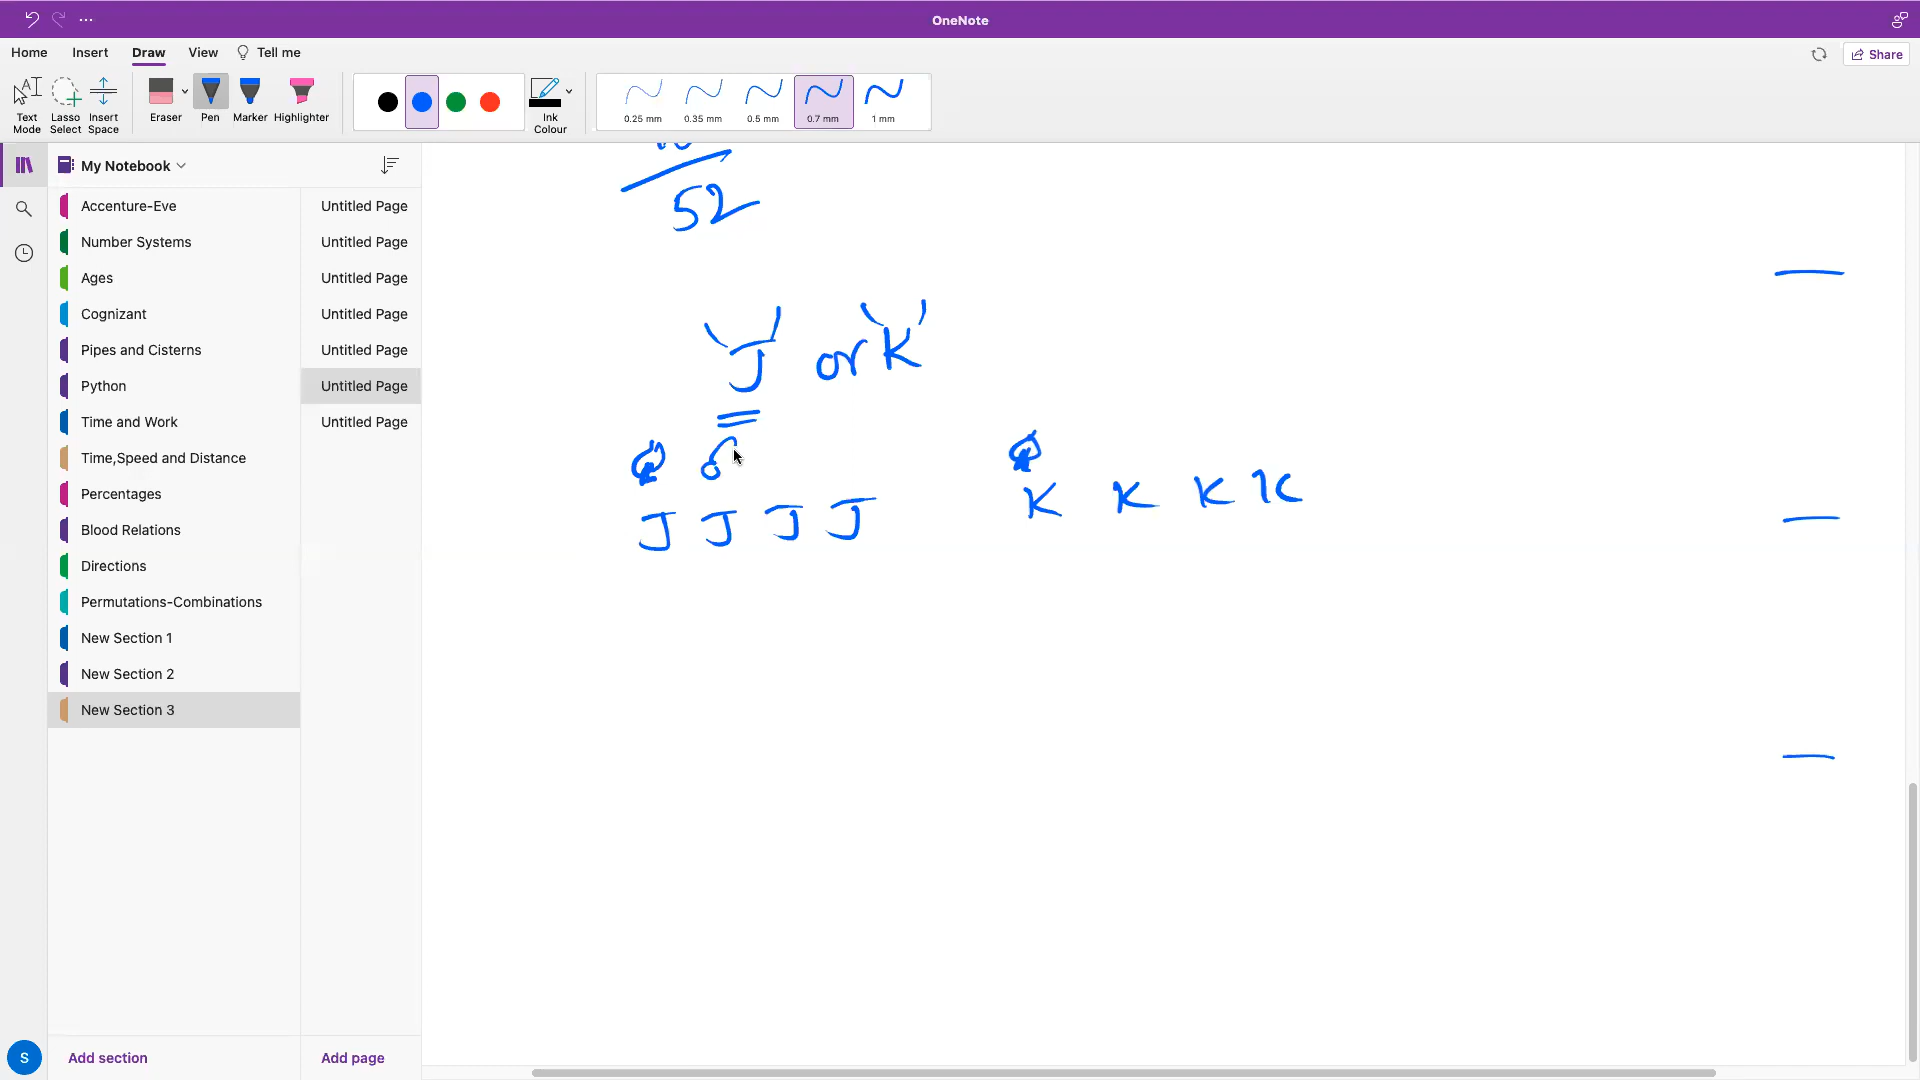 OneNote
Home Insert Draw View Tell me
Share
Text Mode
Lasso Select
Insert Space
Eraser
Pen
Marker
Highlighter
Ink Colour
0.25 mm
0.35 mm
0.5 mm
0.7 mm
1 mm
My Notebook
Accenture-Eve
Number Systems
Ages
Cognizant
Pipes and Cisterns
Python
Time and Work
Time,Speed and Distance
Percentages
Blood Relations
Directions
Permutations-Combinations
New Section 1
New Section 2
New Section 3
Untitled Page
Untitled Page
Untitled Page
Untitled Page
Untitled Page
Untitled Page
Untitled Page
52
'J' or 'K'
J J J J
K K K K
S
Add section
Add page